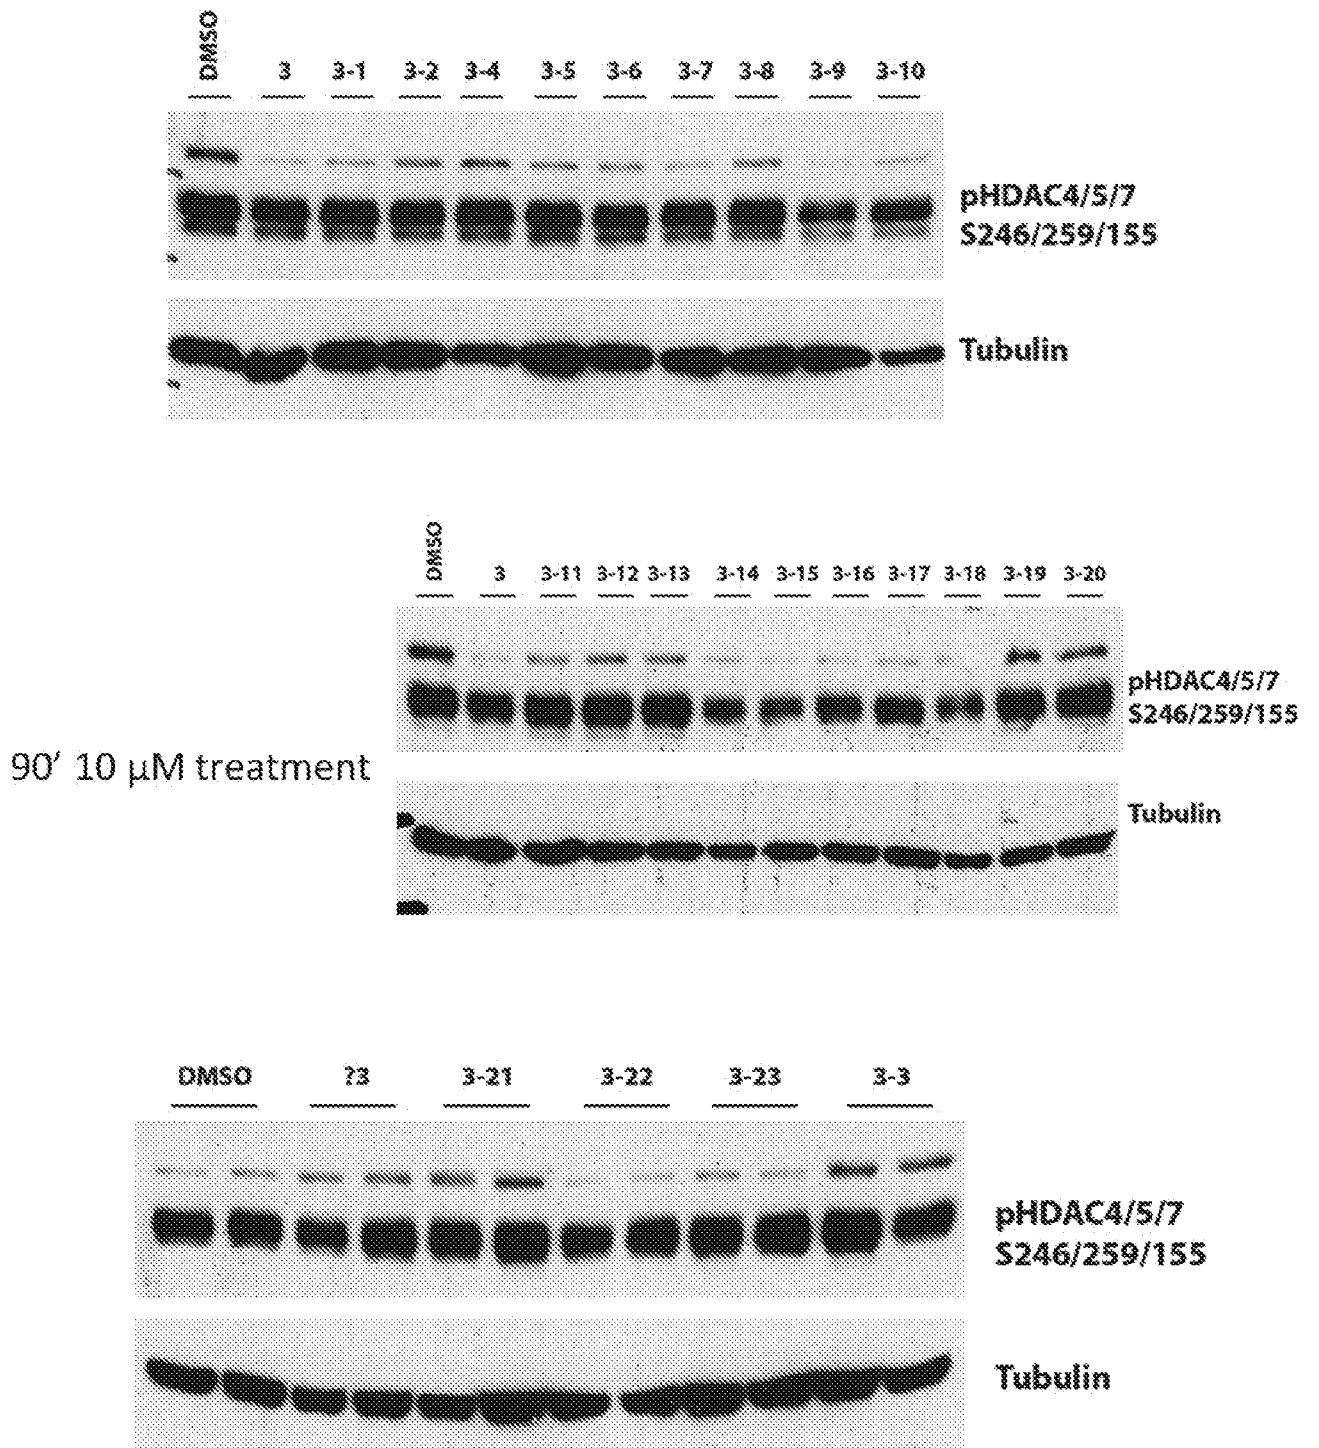 DMSO 3 3-1 3-2 3-4 3-5 3-6 3-7 3-8 3-9 3-10
pHDAC4/5/7
S246/259/155
Tubulin
DMSO 3 3-11 3-12 3-13 3-14 3-15 3-16 3-17 3-18 3-19 3-20
pHDAC4/5/7
S246/259/155
90' 10 µM treatment
Tubulin
DMSO ?3 3-21 3-22 3-23 3-3
pHDAC4/5/7
S246/259/155
Tubulin